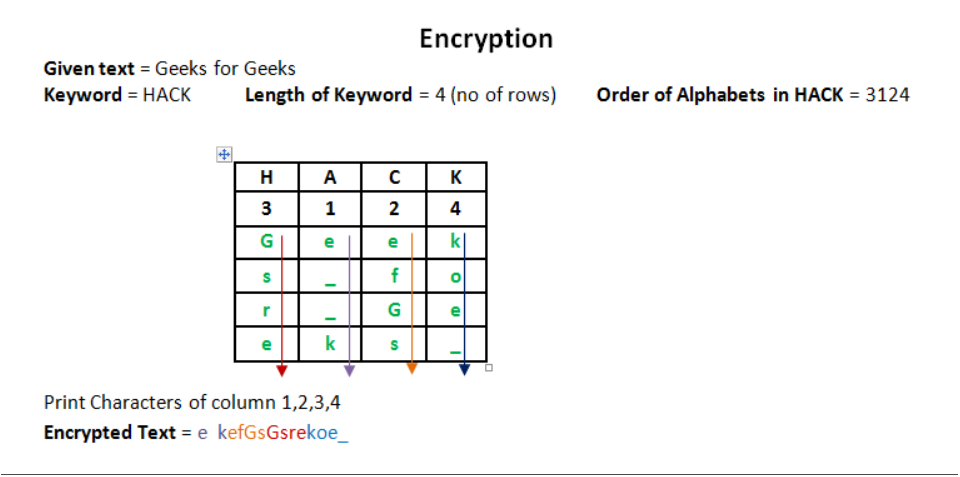 Encryption
Given text = Geeks for Geeks
Keyword = HACK Length of Keyword = 4 (no of rows) Order of Alphabets in HACK = 3124
H A C K
3 1 2 4
G e e k
s _ f o
r _ G e
e k s _
Print Characters of column 1,2,3,4
Encrypted Text = e  kefGsGsrekoe_